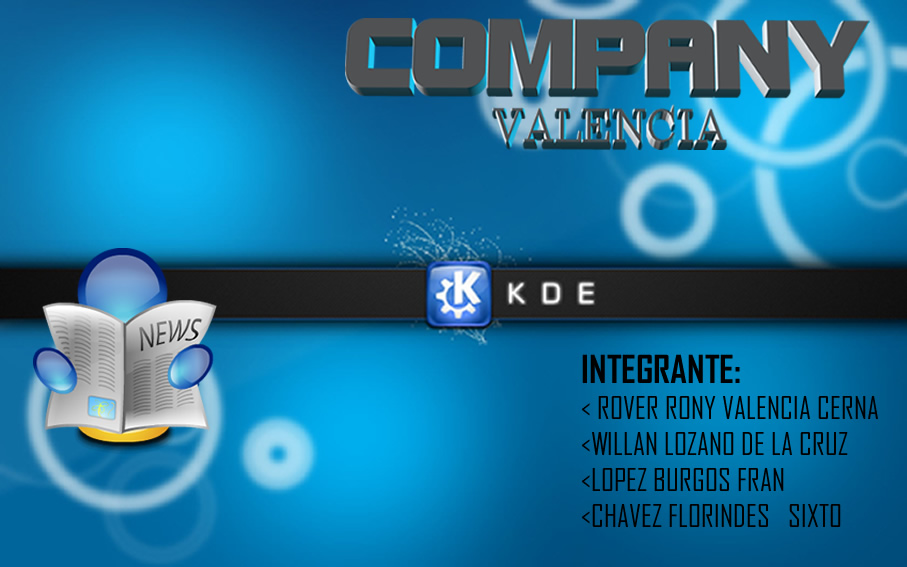 COMPANY
VALENCIA
NEWS
K
K D E
INTEGRANTE:
< ROVER RONY VALENCIA CERNA
<WILLAN LOZANO DE LA CRUZ
<LOPEZ BURGOS FRAN
<CHAVEZ FLORINDES SIXTO